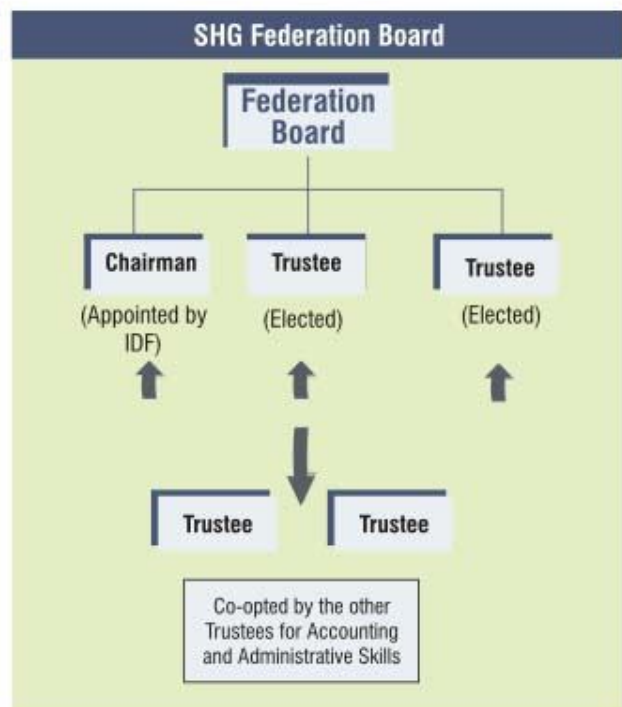 SHG Federation Board
Federation
Board
Chairman
(Appointed by
IDF)
Trustee
(Elected)
Trustee
(Elected)
Trustee
Trustee
Co-opted by the other
Trustees for Accounting
and Administrative Skills